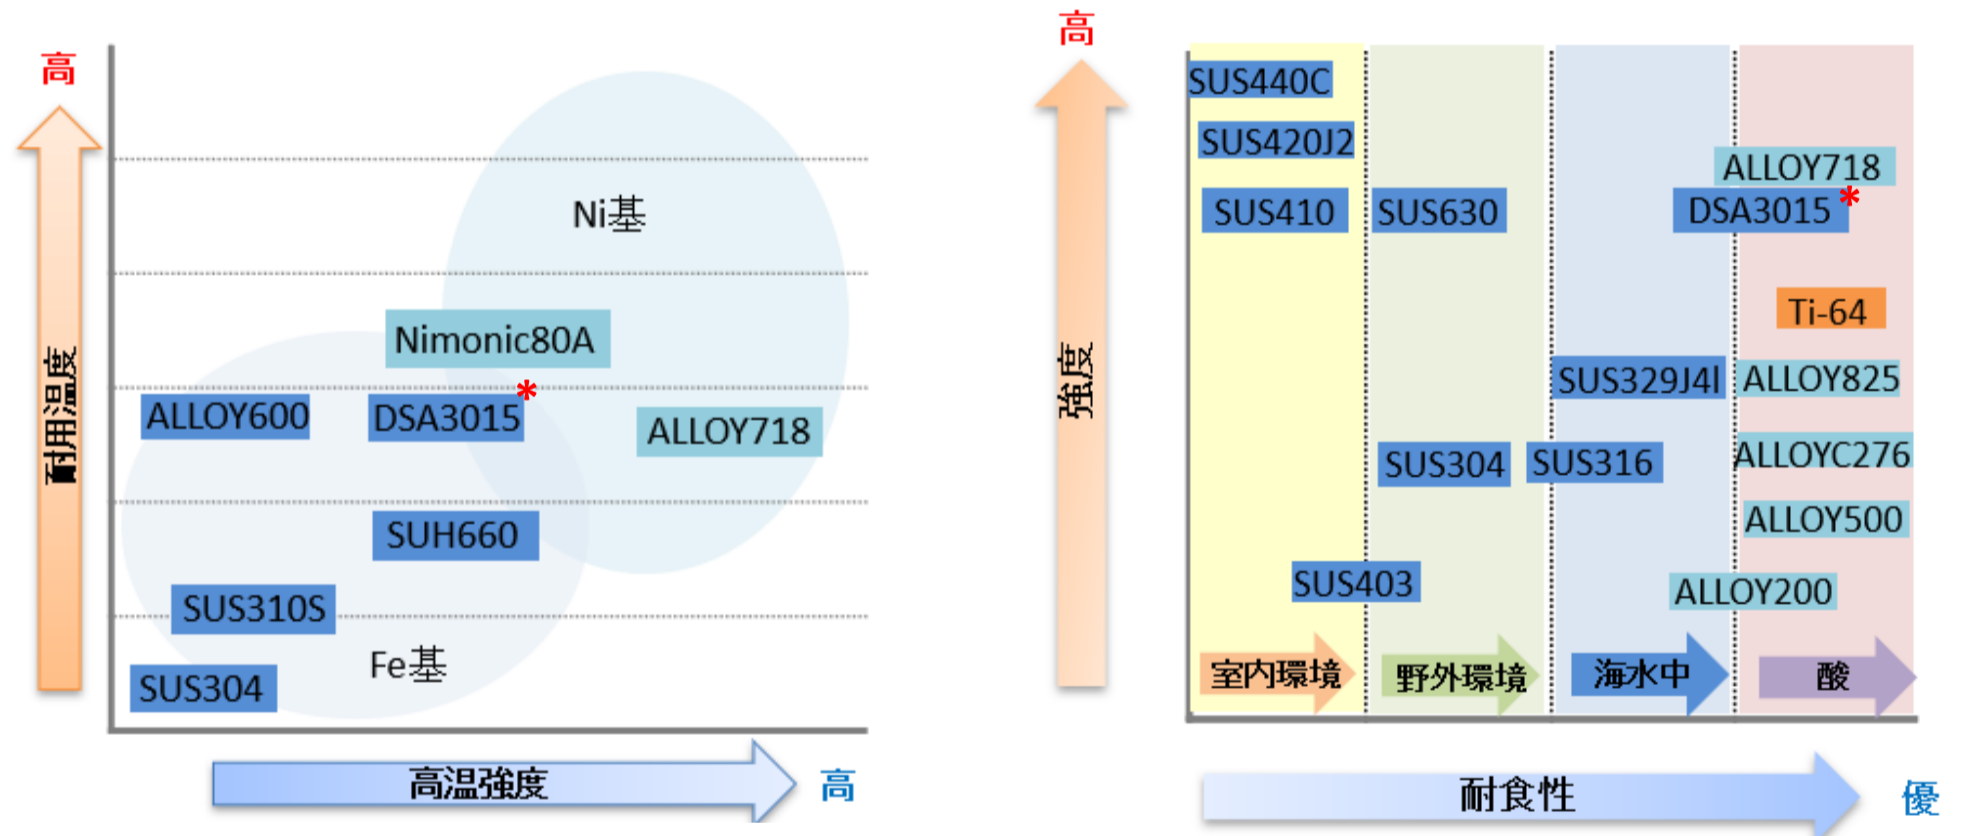 高
耐用温度
Ni基
Nimonic80A
ALLOY600
DSA3015*
ALLOY718
SUH660
SUS310S
Fe基
SUS304
高温強度
高
高
強度
SUS440C
SUS420J2
ALLOY718
SUS410
SUS630
DSA3015*
Ti-64
SUS329J4l
ALLOY825
SUS304
SUS316
ALLOYC276
ALLOY500
SUS403
ALLOY200
室内環境
野外環境
海水中
酸
耐食性
優